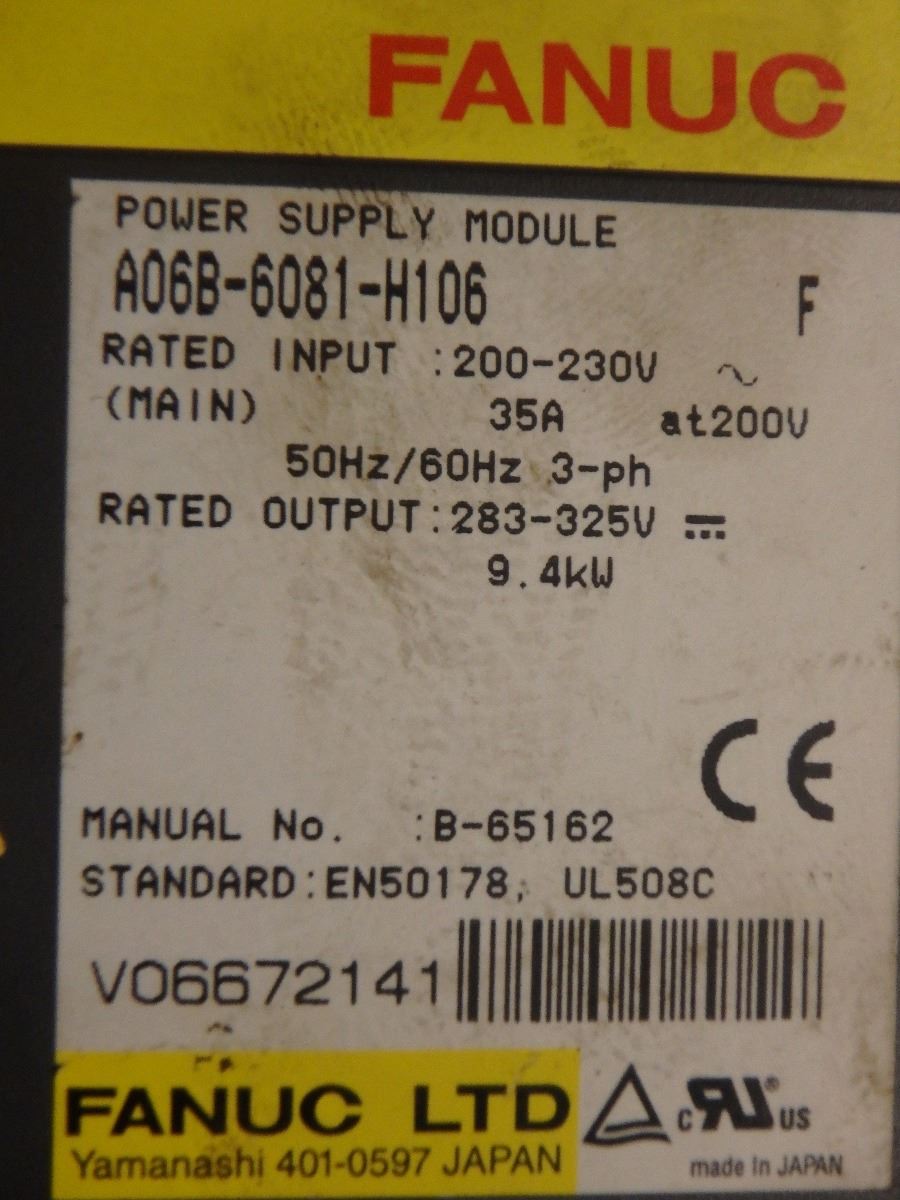 FANUC
POWER SUPPLY MODULE
A06B-6081-H106 F
RATED INPUT :200-230V ~
(MAIN) 35A at200V
50Hz/60Hz 3-ph
RATED OUTPUT:283-325V ⎓
9.4kW
CE
MANUAL No. :B-65162
STANDARD:EN50178, UL508C
V06672141
FANUC LTD
Yamanashi 401-0597 JAPAN
c RU® US
made in JAPAN